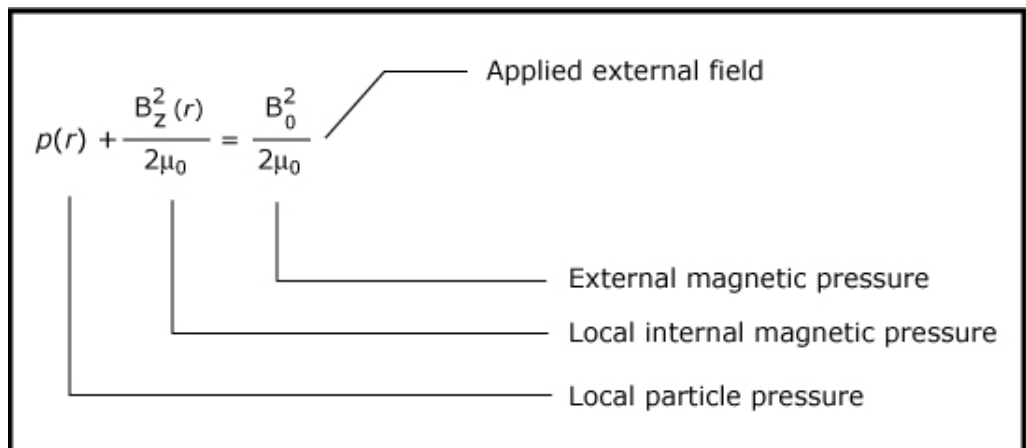 Applied external field
p(r) + B_z^2(r)/2μ_0 = B_0^2/2μ_0
External magnetic pressure
Local internal magnetic pressure
Local particle pressure